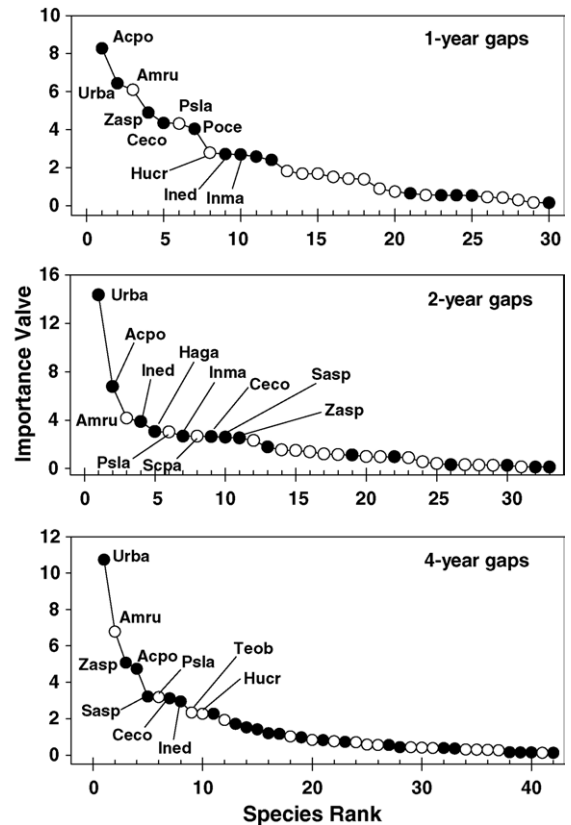 10
8
6
4
2
0
1-year gaps
Acpo
Urba
Amru
Zasp
Ceco
Psla
Poce
Hucr
Ined
Inma
0 5 10 15 20 25 30
Importance Valve
16
12
8
4
0
2-year gaps
Urba
Acpo
Ined
Haga
Inma
Ceco
Sasp
Zasp
Amru
Psla
Scpa
0 5 10 15 20 25 30
12
10
8
6
4
2
0
4-year gaps
Urba
Amru
Zasp
Acpo
Psla
Teob
Hucr
Sasp
Ceco
Ined
0 10 20 30 40
Species Rank